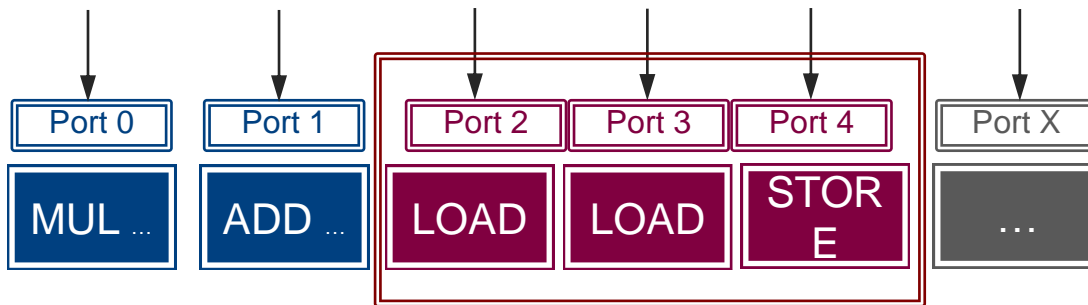 Port 0
Port 1
Port 2
Port 3
Port 4
Port X
MUL ...
ADD ...
LOAD
LOAD
STOR
E
...